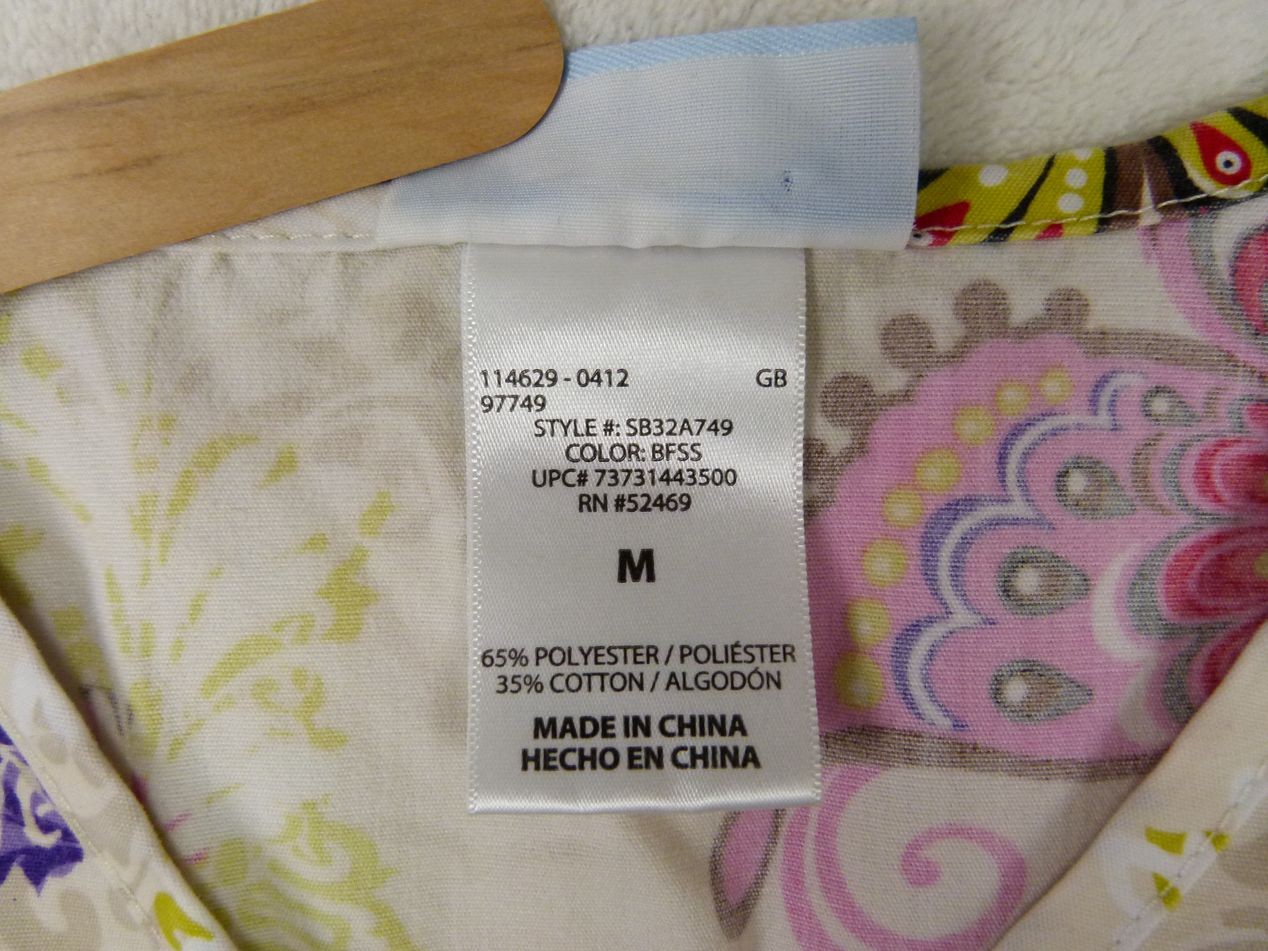 114629 - 0412 GB
97749
STYLE #: SB32A749
COLOR: BFSS
UPC# 73731443500
RN #52469
M
65% POLYESTER / POLIÉSTER
35% COTTON / ALGODÓN
MADE IN CHINA
HECHO EN CHINA